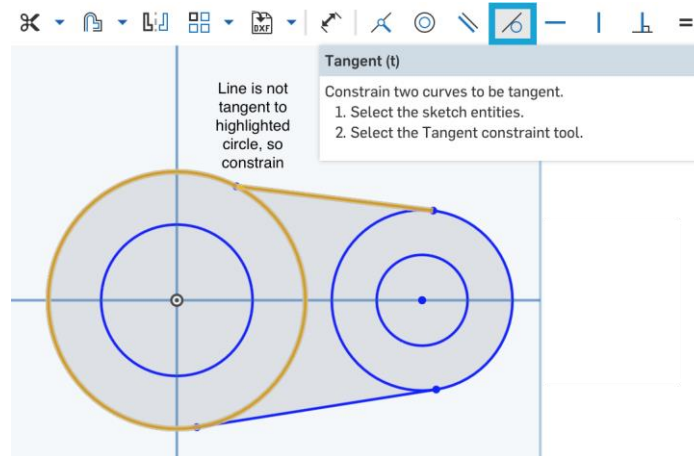 DXF
Tangent (t)
Line is not
tangent to
highlighted
circle, so
constrain
Constrain two curves to be tangent.
1. Select the sketch entities.
2. Select the Tangent constraint tool.